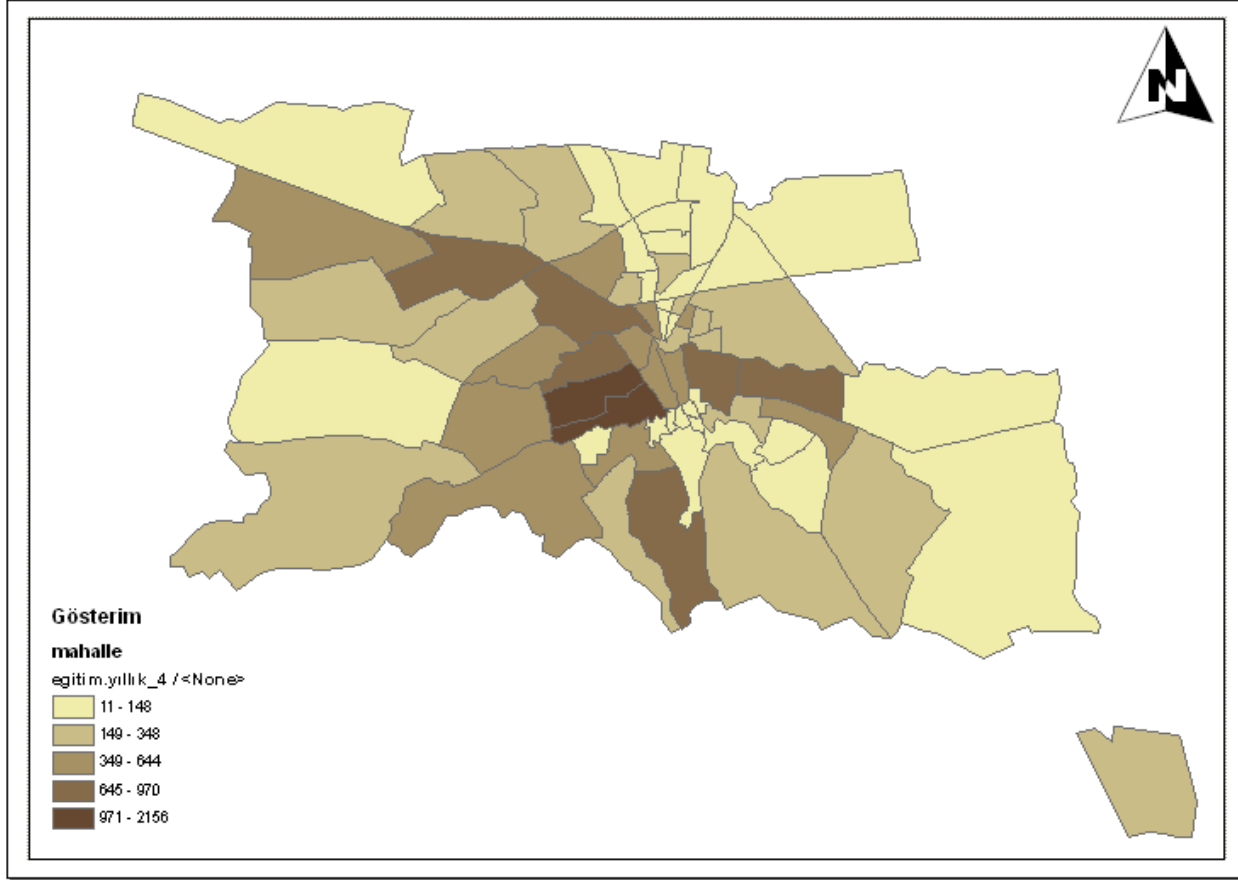 N
Gösterim
mahalle
egitim.yıllık_4 / <None>
11 - 148
149 - 348
349 - 644
645 - 970
971 - 2156